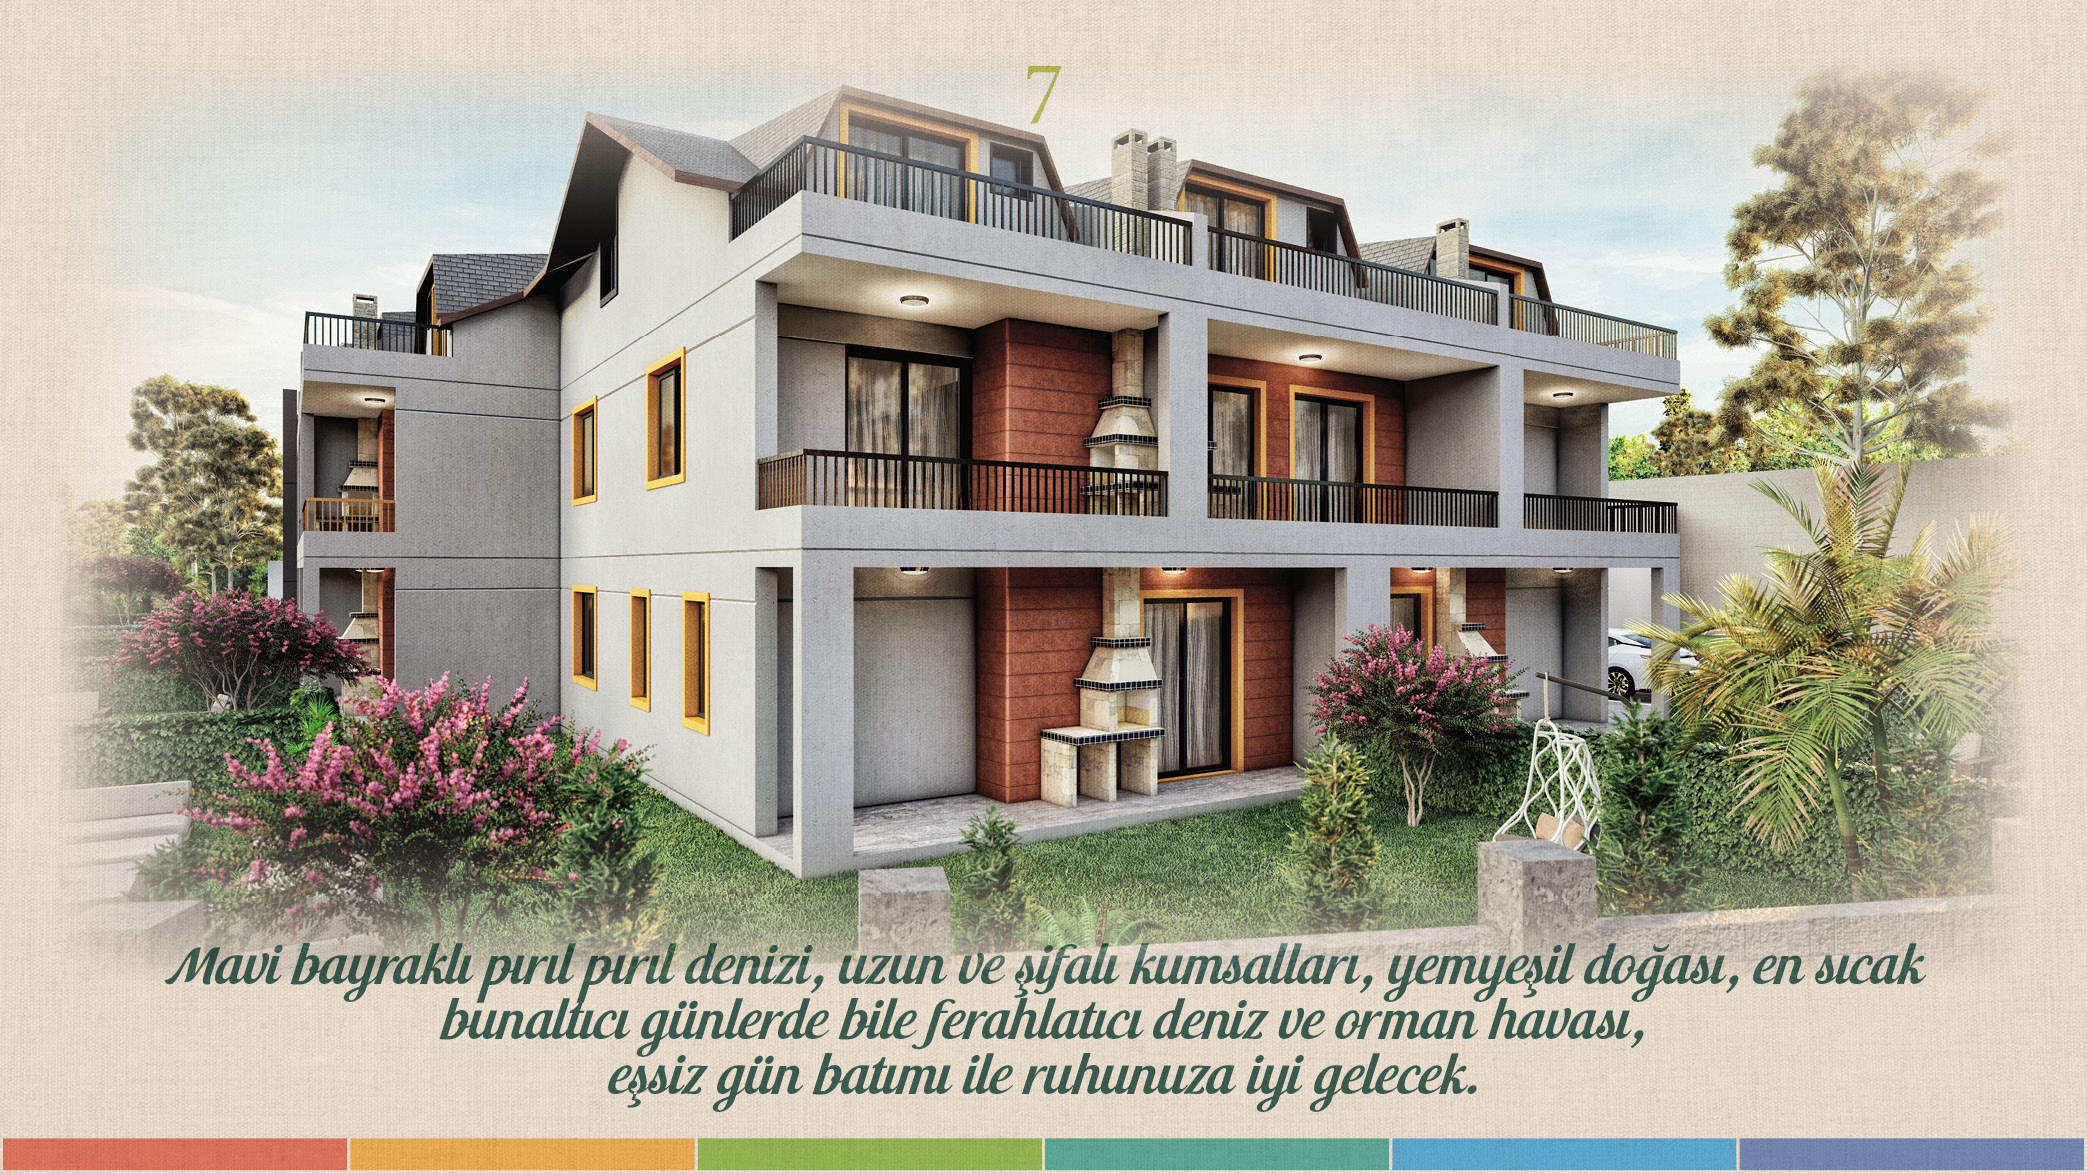 7
Mavi bayraklı pırıl pırıl denizi, uzun ve şifalı kumsalları, yemyeşil doğası, en sıcak
bunaltıcı günlerde bile ferahlatıcı deniz ve orman havası,
eşsiz gün batımı ile ruhunuza iyi gelecek.